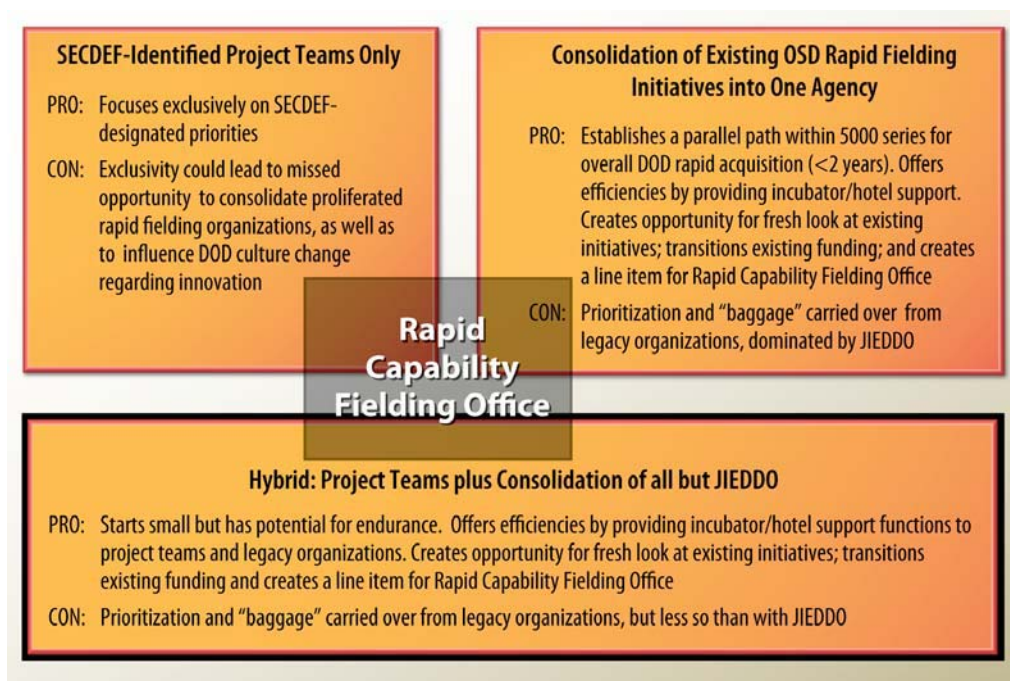 SECDEF-Identified Project Teams Only
PRO: Focuses exclusively on SECDEF-
designated priorities
CON: Exclusivity could lead to missed
opportunity to consolidate proliferated
rapid fielding organizations, as well as
to influence DOD culture change
regarding innovation
Consolidation of Existing OSD Rapid Fielding
Initiatives into One Agency
PRO: Establishes a parallel path within 5000 series for
overall DOD rapid acquisition (<2 years). Offers
efficiencies by providing incubator/hotel support.
Creates opportunity for fresh look at existing
initiatives; transitions existing funding; and creates
a line item for Rapid Capability Fielding Office
CON: Prioritization and “baggage” carried over from
legacy organizations, dominated by JIEDDO
Rapid
Capability
Fielding Office
Hybrid: Project Teams plus Consolidation of all but JIEDDO
PRO: Starts small but has potential for endurance. Offers efficiencies by providing incubator/hotel support functions to
project teams and legacy organizations. Creates opportunity for fresh look at existing initiatives; transitions
existing funding and creates a line item for Rapid Capability Fielding Office
CON: Prioritization and “baggage” carried over from legacy organizations, but less so than with JIEDDO